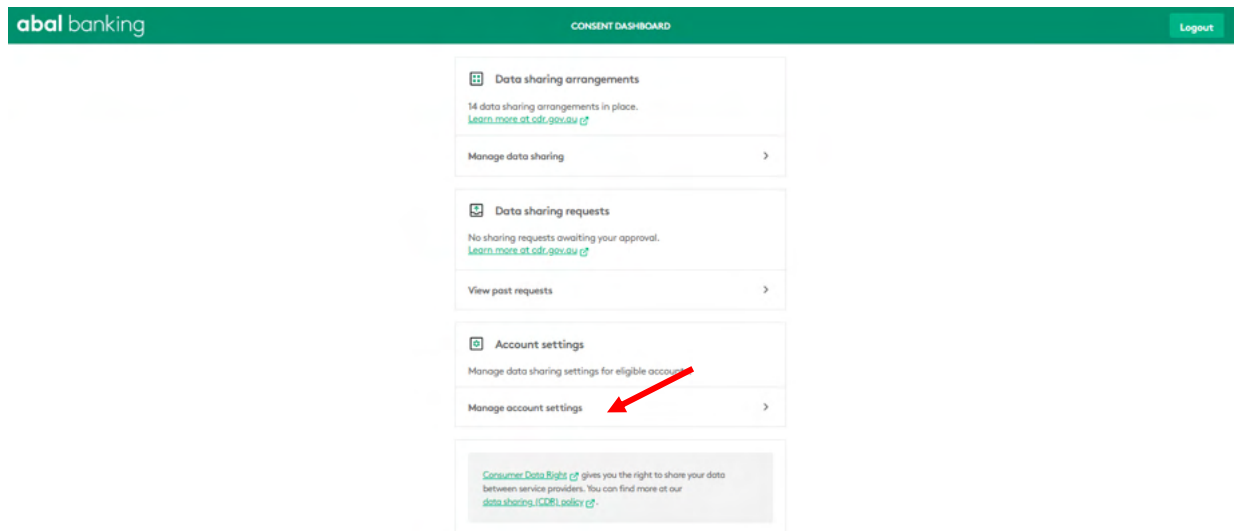 abal banking
CONSENT DASHBOARD
Logout
Data sharing arrangements
14 data sharing arrangements in place.
Learn more at cdr.gov.au
Manage data sharing
Data sharing requests
No sharing requests awaiting your approval.
Learn more at cdr.gov.au
View past requests
Account settings
Manage data sharing settings for eligible account
Manage account settings
Consumer Data Right gives you the right to share your data
between service providers. You can find more at our
data sharing (CDR) policy.